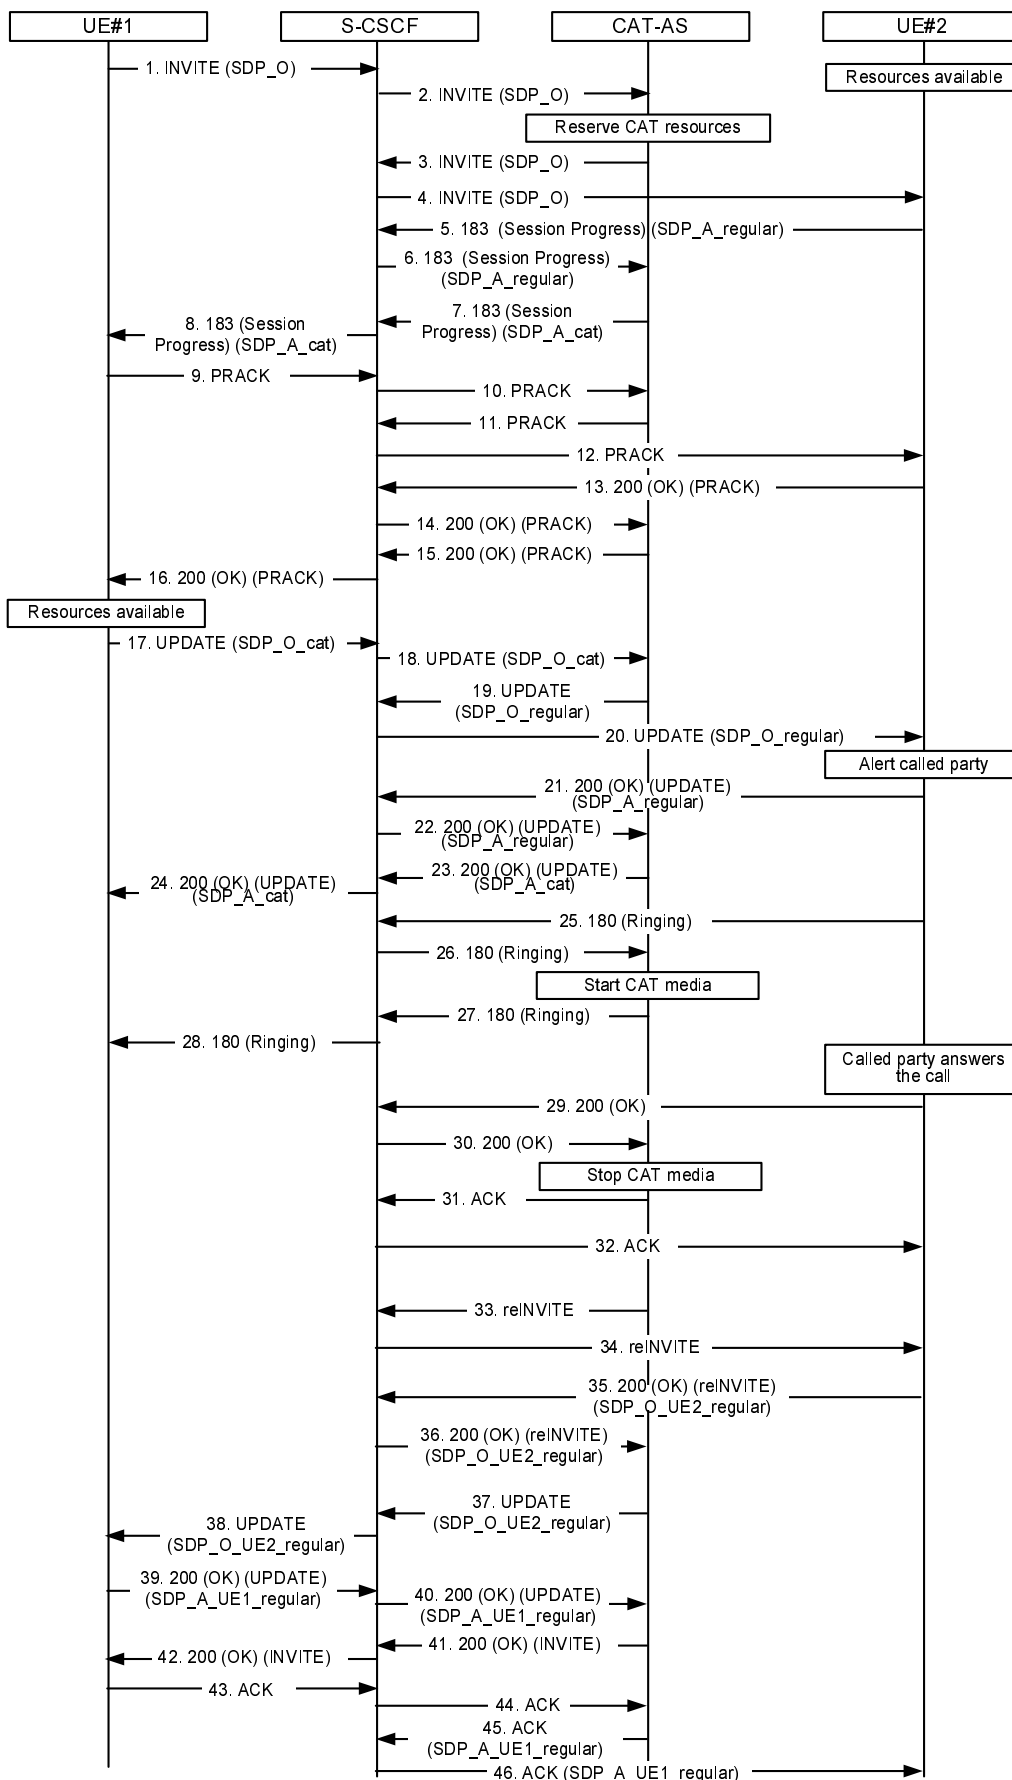 UE#1
S-CSCF
CAT-AS
UE#2
1. INVITE (SDP_O)
Resources available
2. INVITE (SDP_O)
Reserve CAT resources
3. INVITE (SDP_O)
4. INVITE (SDP_O)
5. 183 (Session Progress) (SDP_A_regular)
6. 183 (Session Progress)
(SDP_A_regular)
7. 183 (Session
Progress) (SDP_A_cat)
8. 183 (Session
Progress) (SDP_A_cat)
9. PRACK
10. PRACK
11. PRACK
12. PRACK
13. 200 (OK) (PRACK)
14. 200 (OK) (PRACK)
15. 200 (OK) (PRACK)
16. 200 (OK) (PRACK)
Resources available
17. UPDATE (SDP_O_cat)
18. UPDATE (SDP_O_cat)
19. UPDATE
(SDP_O_regular)
20. UPDATE (SDP_O_regular)
Alert called party
21. 200 (OK) (UPDATE)
(SDP_A_regular)
22. 200 (OK) (UPDATE)
(SDP_A_regular)
23. 200 (OK) (UPDATE)
(SDP_A_cat)
24. 200 (OK) (UPDATE)
(SDP_A_cat)
25. 180 (Ringing)
26. 180 (Ringing)
Start CAT media
27. 180 (Ringing)
28. 180 (Ringing)
Called party answers
the call
29. 200 (OK)
30. 200 (OK)
Stop CAT media
31. ACK
32. ACK
33. reINVITE
34. reINVITE
35. 200 (OK) (reINVITE)
(SDP_O_UE2_regular)
36. 200 (OK) (reINVITE)
(SDP_O_UE2_regular)
37. UPDATE
(SDP_O_UE2_regular)
38. UPDATE
(SDP_O_UE2_regular)
39. 200 (OK) (UPDATE)
(SDP_A_UE1_regular)
40. 200 (OK) (UPDATE)
(SDP_A_UE1_regular)
41. 200 (OK) (INVITE)
42. 200 (OK) (INVITE)
43. ACK
44. ACK
45. ACK
(SDP_A_UE1_regular)
46. ACK (SDP_A_UE1_regular)